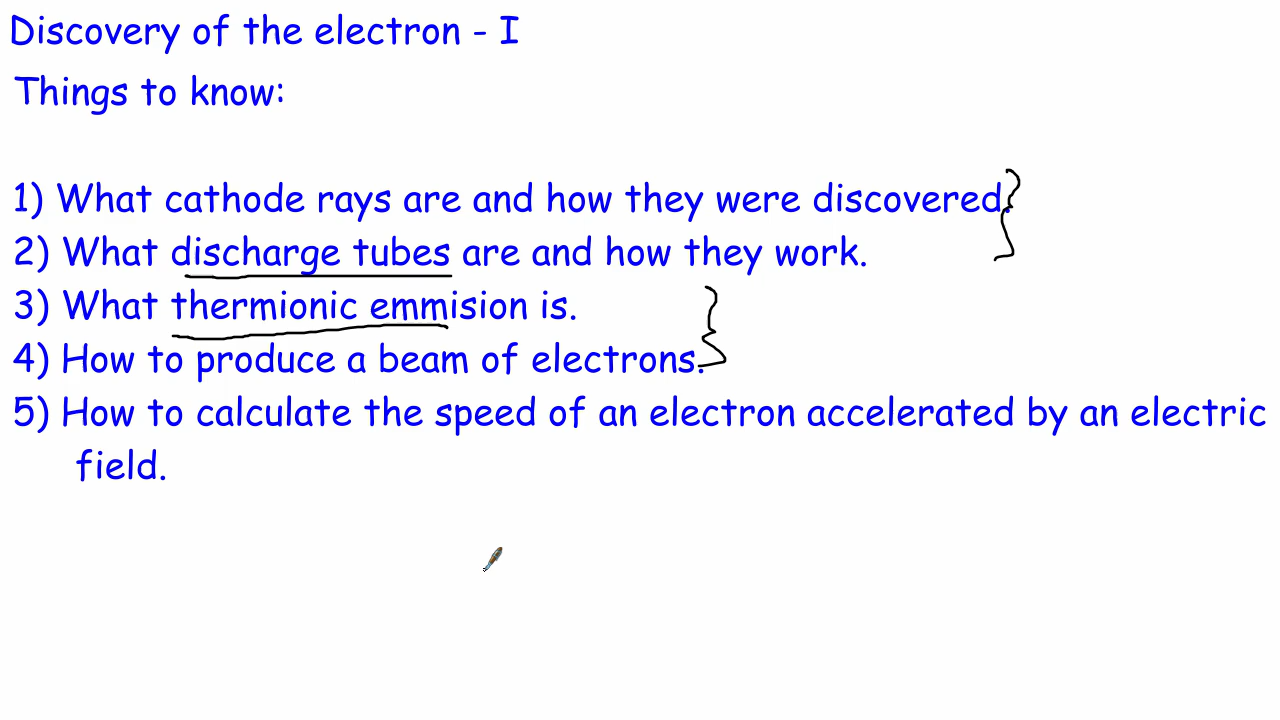 Discovery of the electron - I
Things to know:
1) What cathode rays are and how they were discovered.
2) What discharge tubes are and how they work.
3) What thermionic emmision is.
4) How to produce a beam of electrons.
5) How to calculate the speed of an electron accelerated by an electric
field.